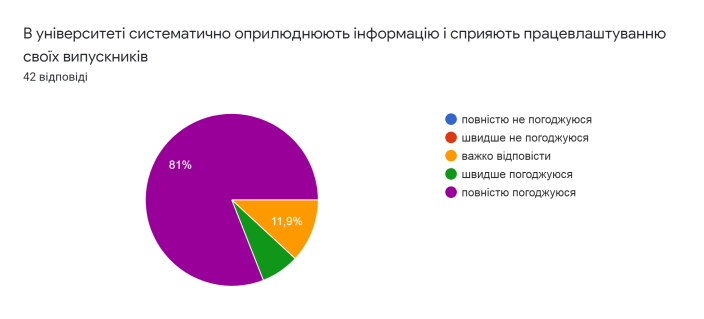 В університеті систематично оприлюднюють інформацію і сприяють працевлаштуванню
своїх випускників
42 відповіді
81%
11,9%
повністю не погоджуюся
швидше не погоджуюся
важко відповісти
швидше погоджуюся
повністю погоджуюся